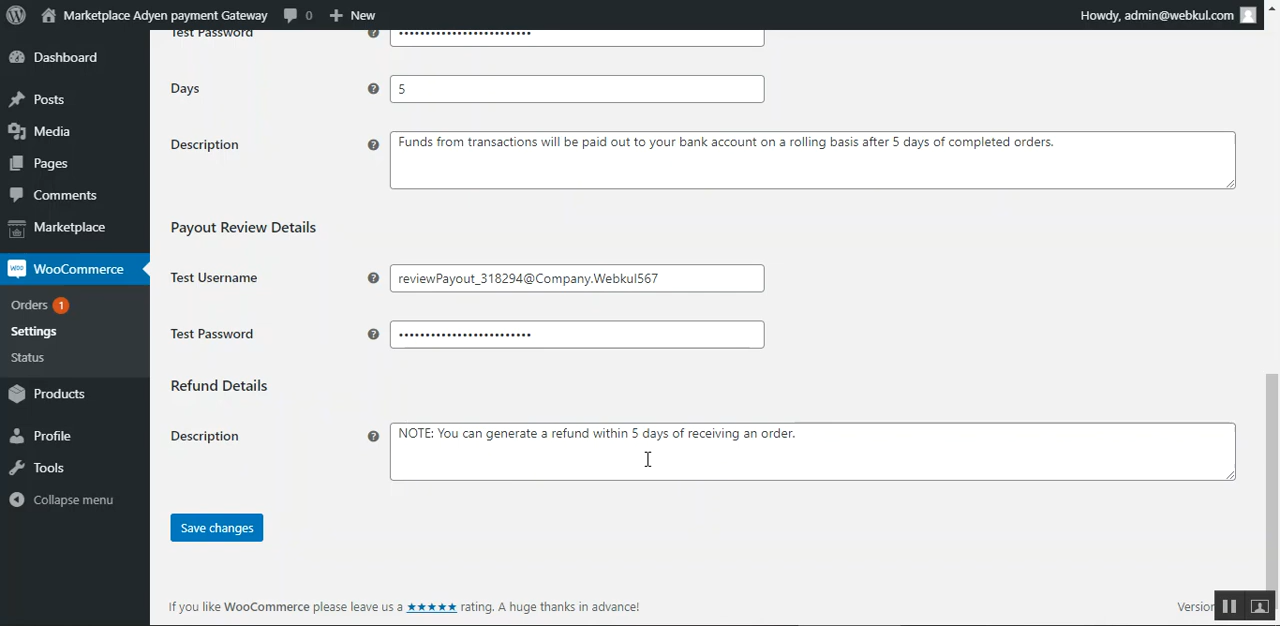 Marketplace Adyen payment Gateway 0 New Howdy, admin@webkul.com
Dashboard
Posts
Media
Pages
Comments
Marketplace
WooCommerce
Orders 1
Settings
Status
Products
Profile
Tools
Collapse menu
Test Password
Days 5
Description Funds from transactions will be paid out to your bank account on a rolling basis after 5 days of completed orders.
Payout Review Details
Test Username reviewPayout_318294@Company.Webkul567
Test Password
Refund Details
Description NOTE: You can generate a refund within 5 days of receiving an order.
Save changes
If you like WooCommerce please leave us a ★★★★★ rating. A huge thanks in advance! Version